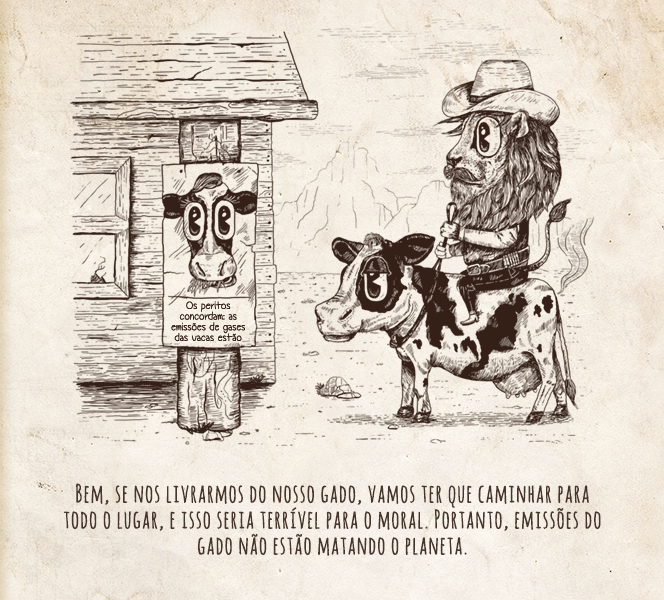 Os peritos
concordam: as
emissões de gases
das vacas estão
BEM, SE NOS LIVRARMOS DO NOSSO GADO, VAMOS TER QUE CAMINHAR PARA
TODO O LUGAR, E ISSO SERIA TERRÍVEL PARA O MORAL. PORTANTO, EMISSÕES DO
GADO NÃO ESTÃO MATANDO O PLANETA.